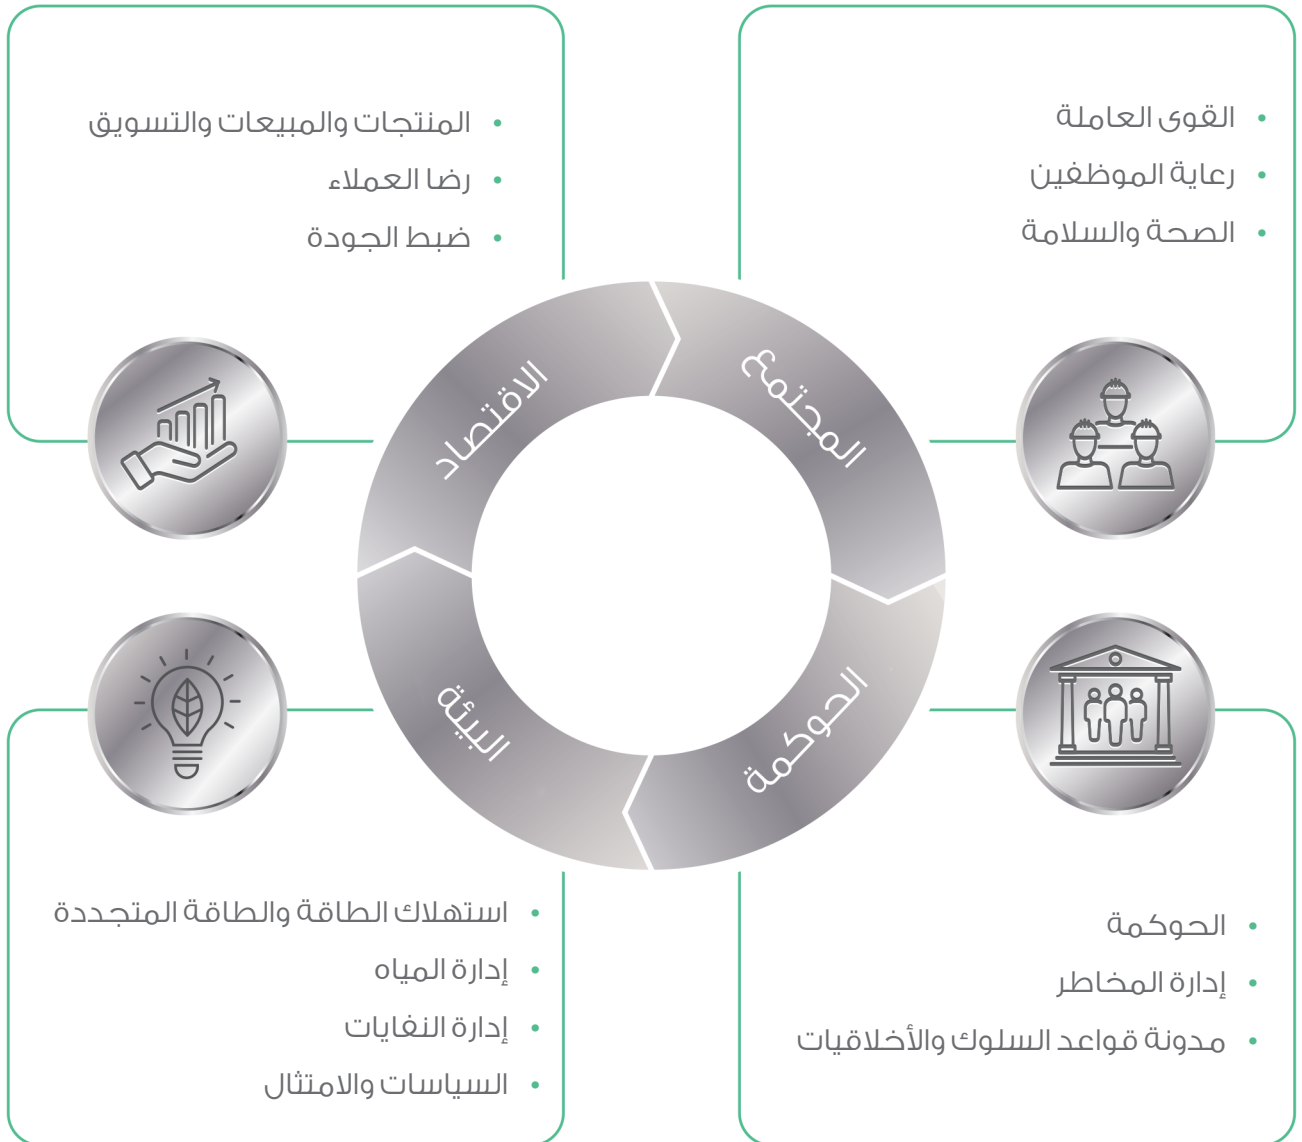 القوى العاملة
رعاية الموظفين
الصحة والسلامة
المنتجات والمبيعات والتسويق
رضا العملاء
ضبط الجودة
المجتمع
الاقتصاد
الحوكمة
البيئة
الحوكمة
إدارة المخاطر
مدونة قواعد السلوك والأخلاقيات
استهلاك الطاقة والطاقة المتجددة
إدارة المياه
إدارة النفايات
السياسات والامتثال